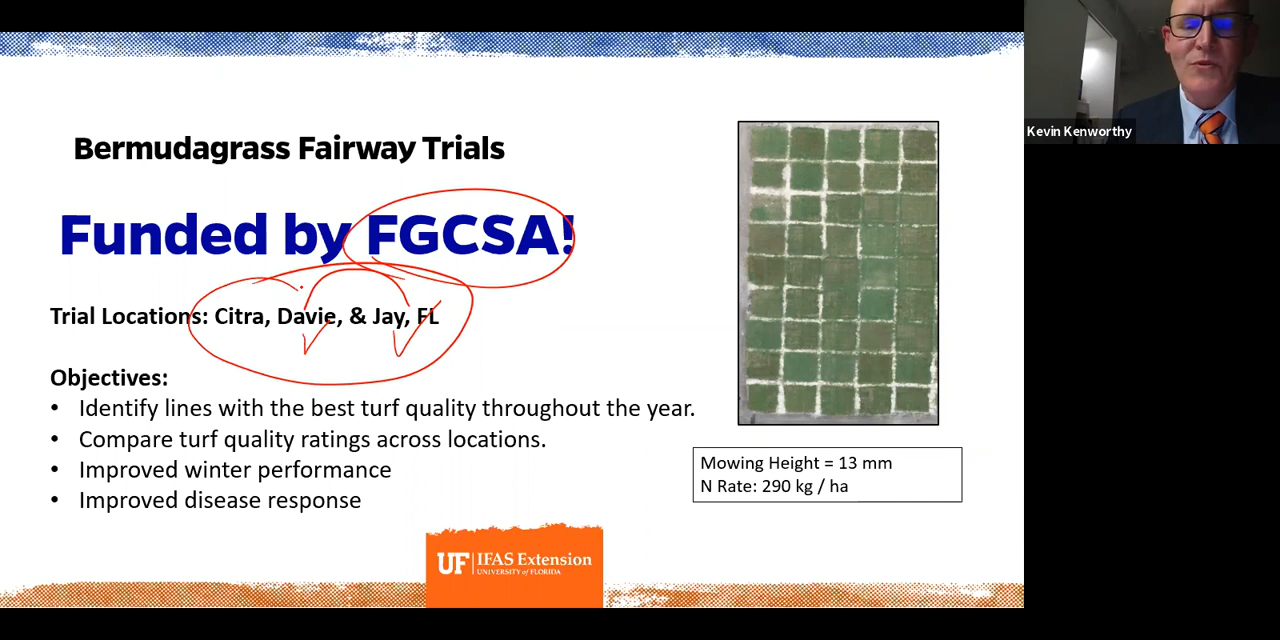 Bermudagrass Fairway Trials
Funded by FGCSA!
Trial Locations: Citra, Davie, & Jay, FL
Objectives:
• Identify lines with the best turf quality throughout the year.
• Compare turf quality ratings across locations.
• Improved winter performance
• Improved disease response
Mowing Height = 13 mm
N Rate: 290 kg / ha
UF | IFAS Extension
UNIVERSITY of FLORIDA
Kevin Kenworthy